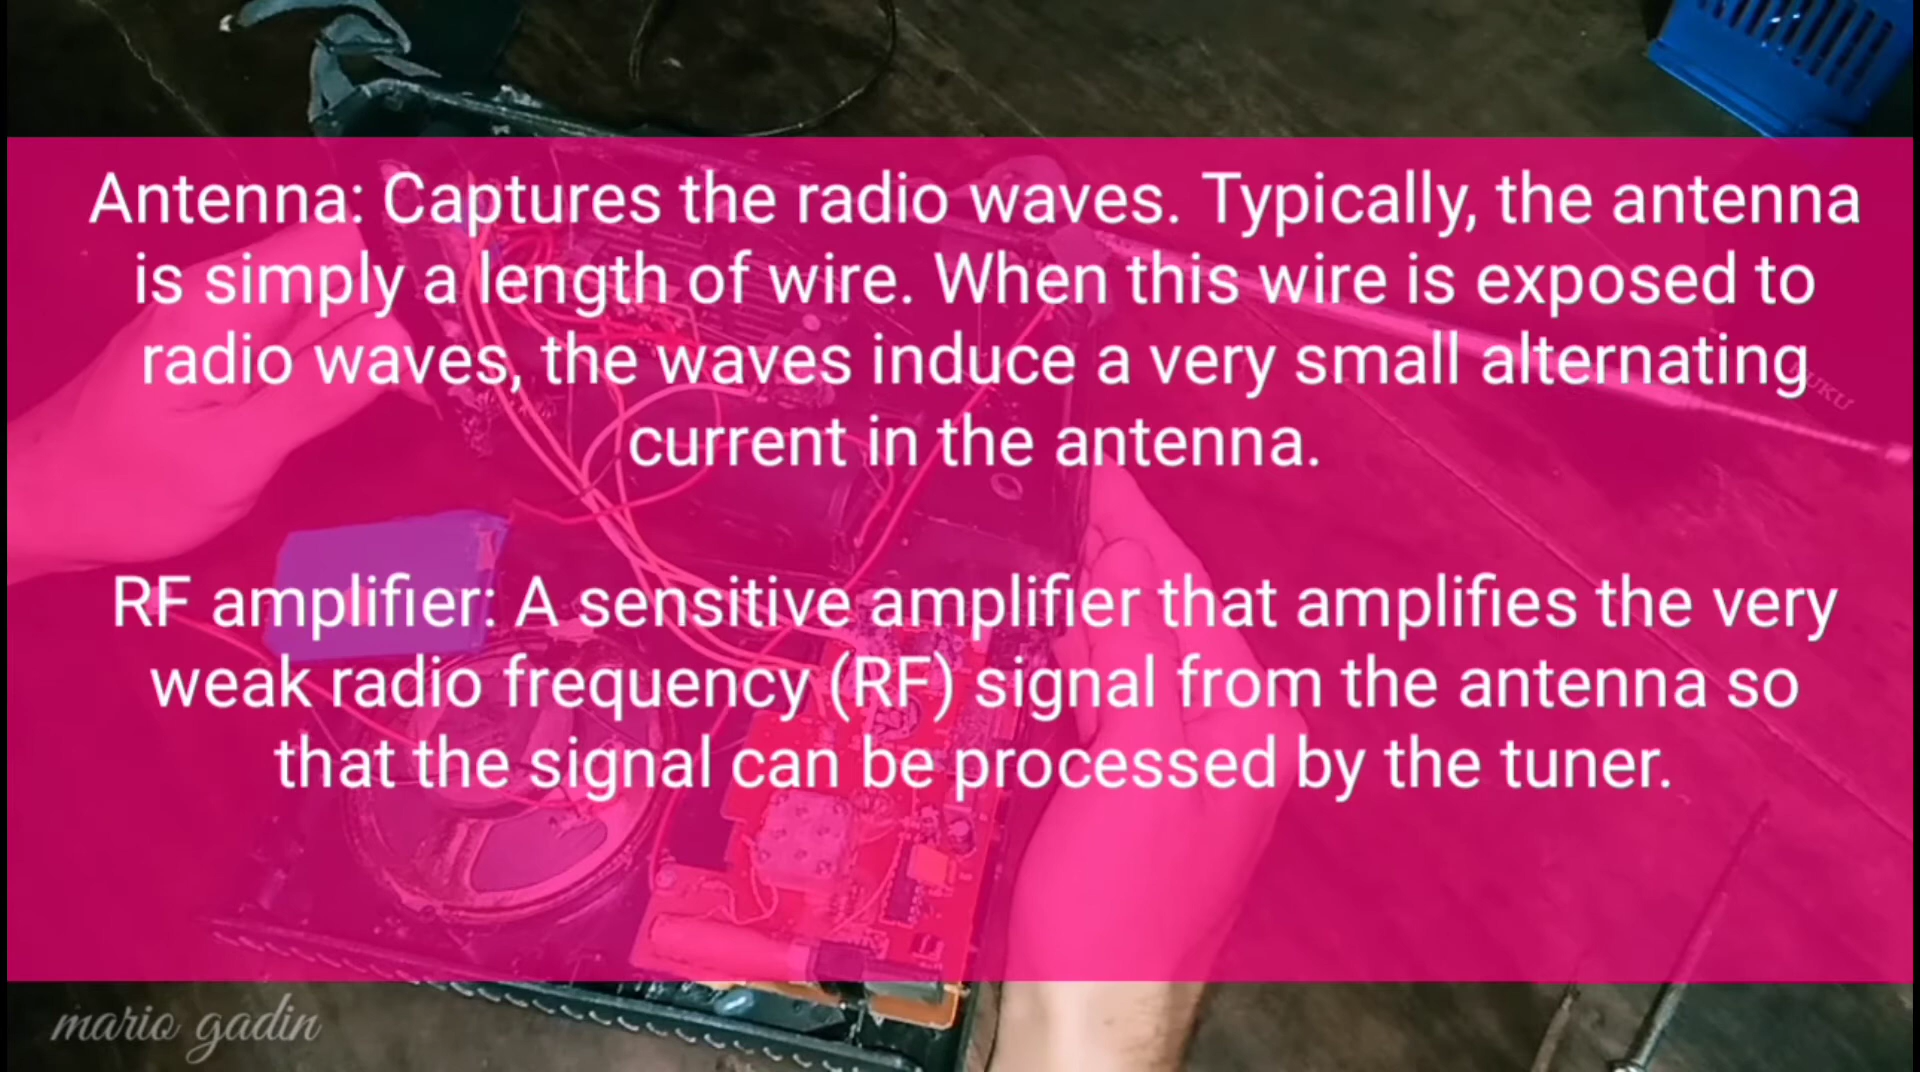 Antenna: Captures the radio waves. Typically, the antenna
is simply a length of wire. When this wire is exposed to
radio waves, the waves induce a very small alternating
current in the antenna.
RF amplifier: A sensitive amplifier that amplifies the very
weak radio frequency (RF) signal from the antenna so
that the signal can be processed by the tuner.
mario gadin